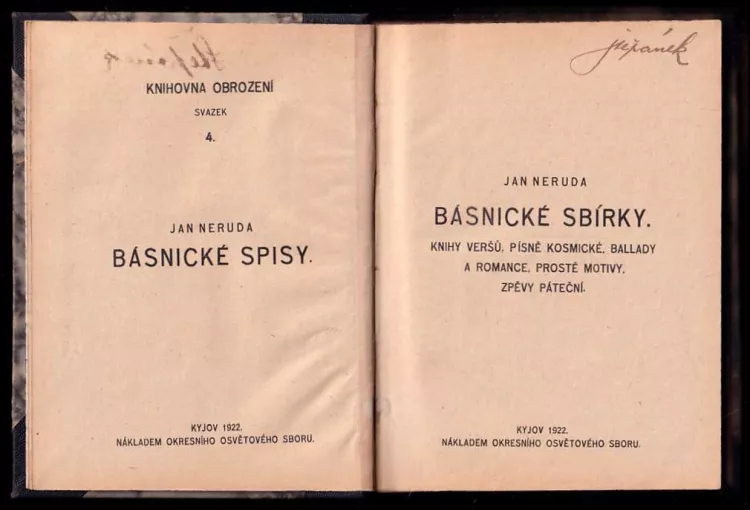 KNIHOVNA OBROZENÍ
SVAZEK
4.
JAN NERUDA
BÁSNICKÉ SPISY.
KYJOV 1922.
NÁKLADEM OKRESNÍHO OSVĚTOVÉHO SBORU.
Štěpánek
JAN NERUDA
BÁSNICKÉ SBÍRKY.
KNIHY VERŠŮ, PÍSNĚ KOSMICKÉ, BALLADY
A ROMANCE, PROSTÉ MOTIVY,
ZPĚVY PÁTEČNÍ.
KYJOV 1922.
NÁKLADEM OKRESNÍHO OSVĚTOVÉHO SBORU.